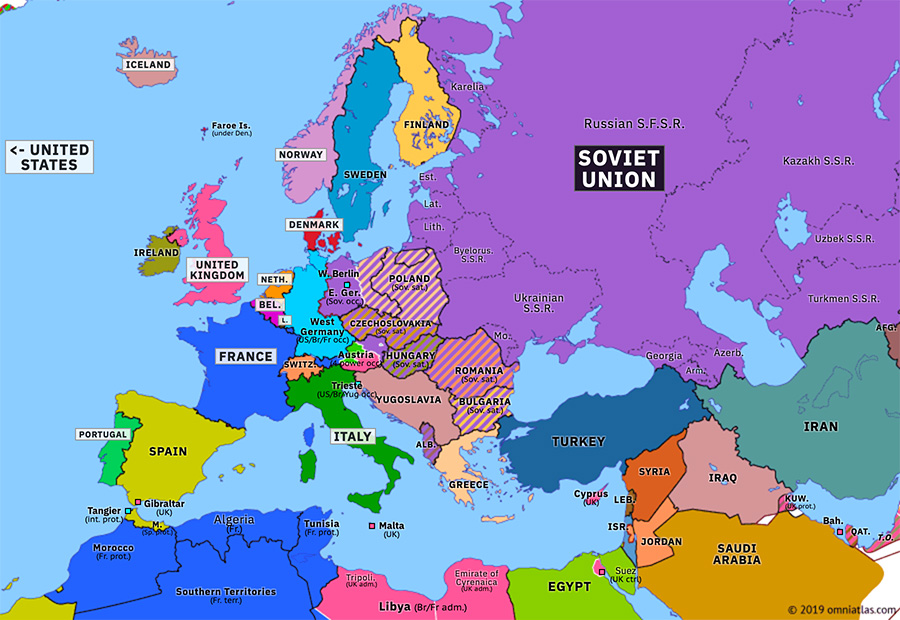 ICELAND
Faroe Is.
(under Den.)
<- UNITED
STATES
NORWAY
SWEDEN
FINLAND
Karelia
Russian S.F.S.R.
SOVIET
UNION
Kazakh S.S.R.
Est.
Lat.
Lith.
Byelorus.
S.S.R.
Uzbek S.S.R.
Turkmen S.S.R.
Ukrainian
S.S.R.
Mo.
Georgia
Azerb.
Arm.
AFG.
DENMARK
IRELAND
UNITED
KINGDOM
NETH.
BEL.
L.
W. Berlin
E. Ger.
(Sov. occ.)
POLAND
(Sov. sat.)
West
Germany
(US/Br/Fr occ)
CZECHOSLOVAKIA
(Sov. sat.)
FRANCE
SWITZ.
Austria
(4 power occ)
HUNGARY
(Sov. sat.)
ROMANIA
(Sov. sat.)
Trieste
(US/Br/Yug occ)
YUGOSLAVIA
BULGARIA
(Sov. sat.)
ITALY
ALB.
GREECE
TURKEY
IRAN
PORTUGAL
SPAIN
Gibraltar
(UK)
Tangier
(int. prot.)
M.
(Sp. prot.)
Algeria
(Fr.)
Tunisia
(Fr. prot.)
Malta
(UK)
Morocco
(Fr. prot.)
Southern Territories
(Fr. terr.)
Tripoli.
(UK adm.)
Emirate of
Cyrenaica
(UK adm.)
Libya (Br/Fr adm.)
EGYPT
Suez
(UK ctrl)
Cyprus
(UK)
LEB.
SYRIA
IRAQ
ISR.
JORDAN
KUW.
(UK prot.)
SAUDI
ARABIA
Bah.
QAT.
T.O.
© 2019 omniatlas.com